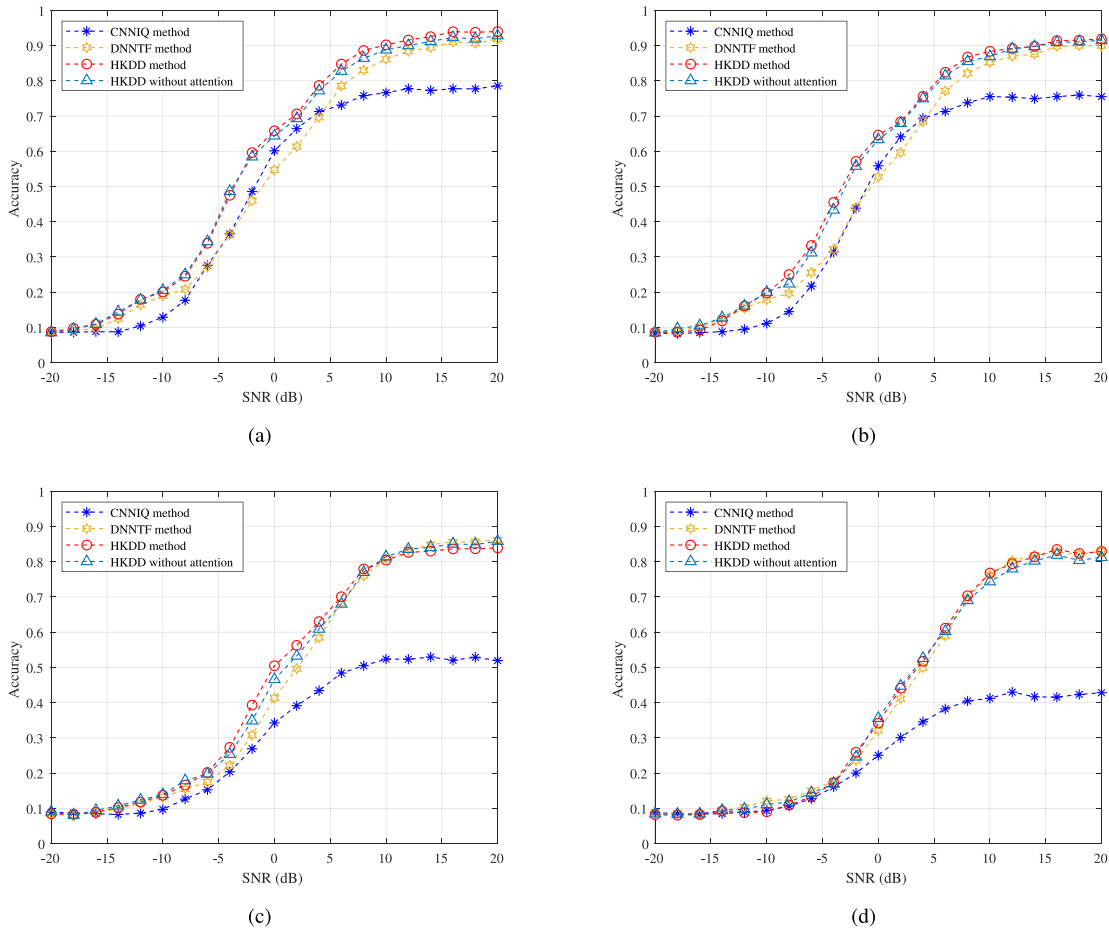 1
0.9
0.8
0.7
0.6
0.5
0.4
0.3
0.2
0.1
0
Accuracy
CNNIQ method
DNNTF method
HKDD method
HKDD without attention
-20 -15 -10 -5 0 5 10 15 20
SNR (dB)
(a)
1
0.9
0.8
0.7
0.6
0.5
0.4
0.3
0.2
0.1
0
Accuracy
CNNIQ method
DNNTF method
HKDD method
HKDD without attention
-20 -15 -10 -5 0 5 10 15 20
SNR (dB)
(b)
1
0.9
0.8
0.7
0.6
0.5
0.4
0.3
0.2
0.1
0
Accuracy
CNNIQ method
DNNTF method
HKDD method
HKDD without attention
-20 -15 -10 -5 0 5 10 15 20
SNR (dB)
(c)
1
0.9
0.8
0.7
0.6
0.5
0.4
0.3
0.2
0.1
0
Accuracy
CNNIQ method
DNNTF method
HKDD method
HKDD without attention
-20 -15 -10 -5 0 5 10 15 20
SNR (dB)
(d)